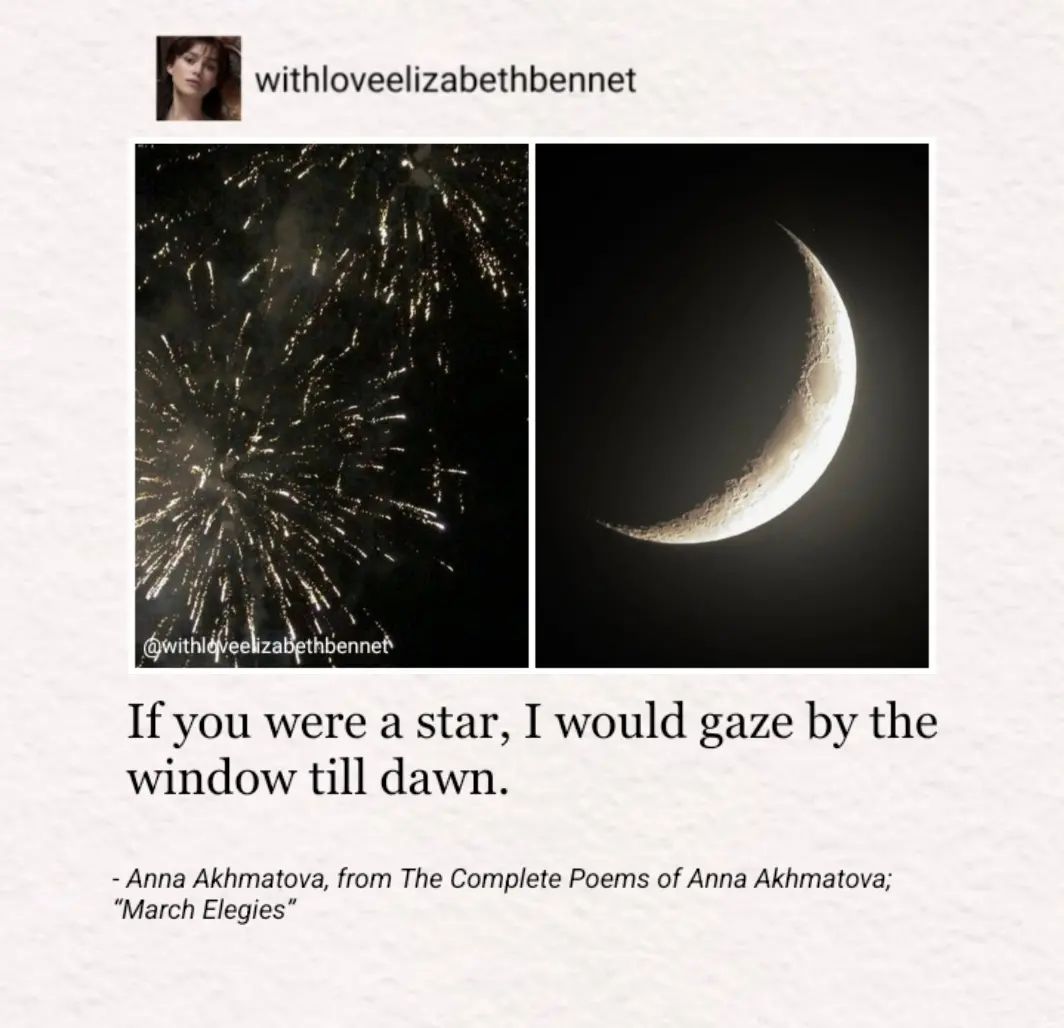 withloveelizabethbennet
@withloveelizabethbennet
If you were a star, I would gaze by the
window till dawn.
- Anna Akhmatova, from The Complete Poems of Anna Akhmatova;
“March Elegies”